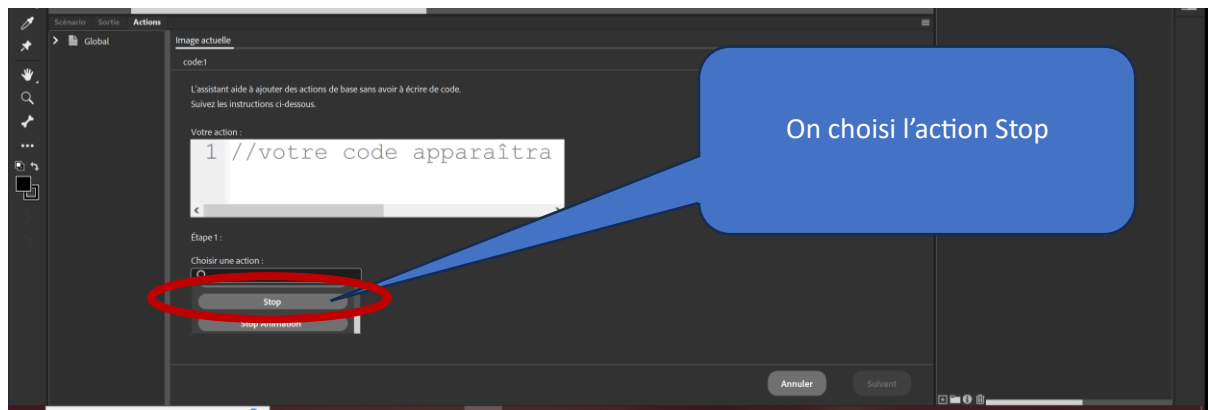 Scénario Sortie Actions
Global
Image actuelle
code:1
L'assistant aide à ajouter des actions de base sans avoir à écrire de code.
Suivez les instructions ci-dessous.
Votre action :
1 //votre code apparaîtra
On choisi l’action Stop
Étape 1 :
Choisir une action :
Stop
Stop Animation
Annuler Suivant